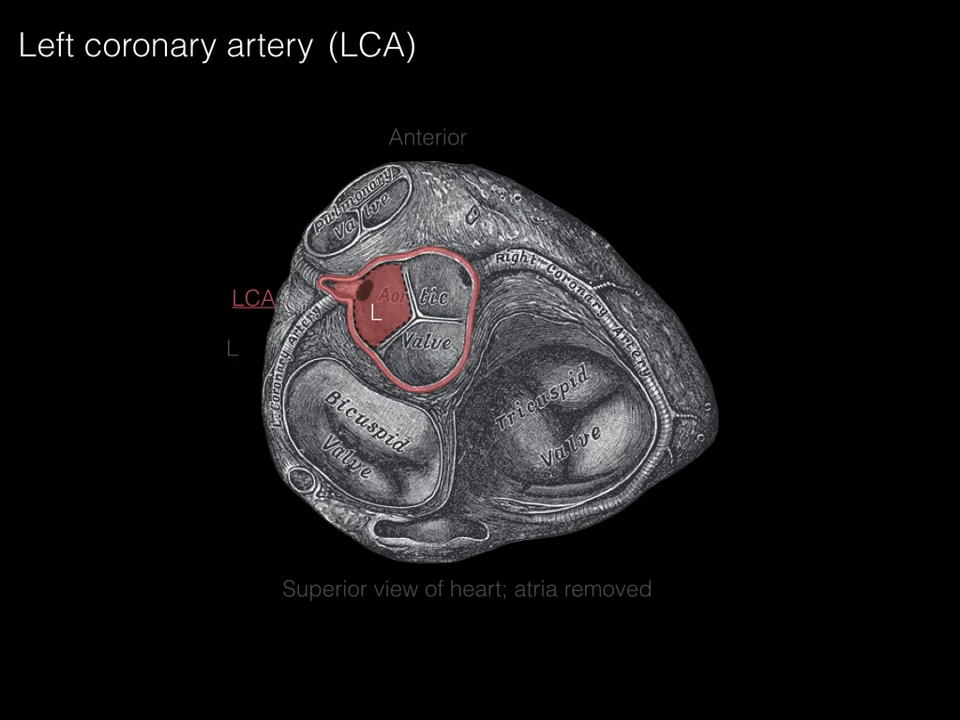 Left coronary artery (LCA)
Anterior
Pulmonary
Valve
Right Coronary Artery
LCA
Aortic
L
Valve
L
L. Coronary Artery
Bicuspid
Valve
Tricuspid
Valve
Superior view of heart; atria removed